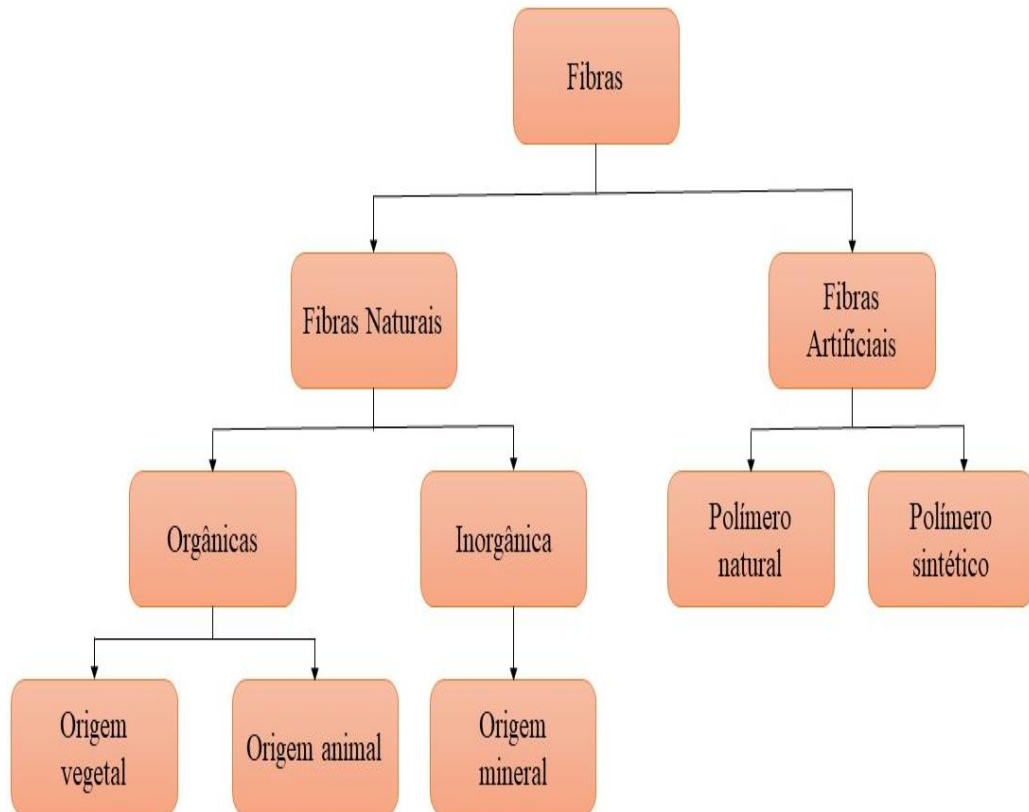 Fibras
Fibras Naturais
Fibras
Artificiais
Orgânicas
Inorgânica
Polímero
natural
Polímero
sintético
Origem
vegetal
Origem animal
Origem
mineral